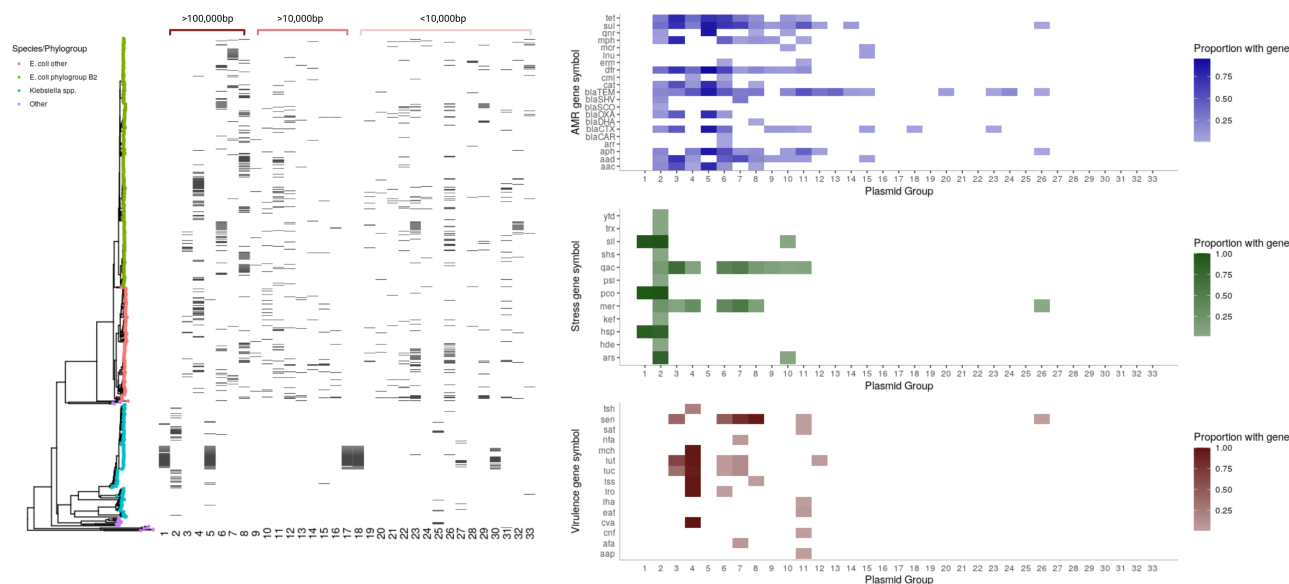 >100,000bp
>10,000bp
<10,000bp
Species/Phylogroup
E. coli other
E. coli phylogroup B2
Klebsiella spp.
Other
1 2 3 4 5 6 7 8 9 10 11 12 13 14 15 16 17 18 19 20 21 22 23 24 25 26 27 28 29 30 31 32 33
AMR gene symbol
tet
sul
qnr
mph
mcr
lnu
erm
dfr
cml
cat
blaTEM
blaSHV
blaSCO
blaOXA
blaDHA
blaCTX
blaCAR
arr
aph
aad
aac
1 2 3 4 5 6 7 8 9 10 11 12 13 14 15 16 17 18 19 20 21 22 23 24 25 26 28 31 27 29 30 32 33
Plasmid Group
Proportion with gene
0.75
0.50
0.25
Stress gene symbol
yfd
trx
sil
shs
qac
psi
pco
mer
kef
hsp
hde
ars
1 2 3 4 5 6 7 8 9 10 11 12 13 14 15 16 17 18 19 20 21 22 23 24 25 26 28 31 27 29 30 32 33
Plasmid Group
Proportion with gene
1.00
0.75
0.50
0.25
Virulence gene symbol
tsh
sen
sat
nfa
mch
iut
iuc
iss
iro
iha
eat
cva
cnf
afa
aap
1 2 3 4 5 6 7 8 9 10 11 12 13 14 15 16 17 18 19 20 21 22 23 24 25 26 28 31 27 29 30 32 33
Plasmid Group
Proportion with gene
1.00
0.75
0.50
0.25